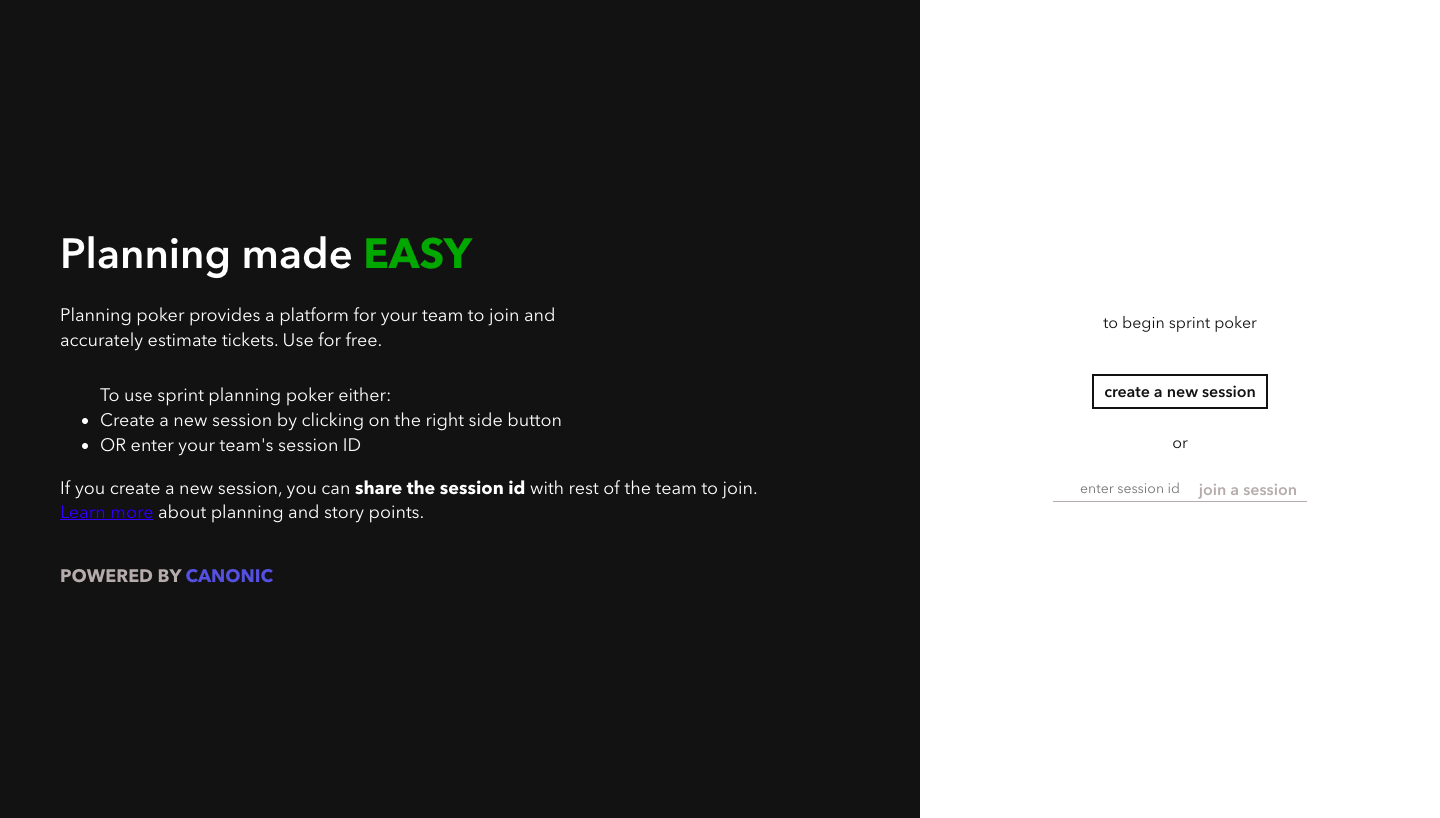 Planning made EASY
Planning poker provides a platform for your team to join and
accurately estimate tickets. Use for free.
To use sprint planning poker either:
• Create a new session by clicking on the right side button
• OR enter your team's session ID
If you create a new session, you can share the session id with rest of the team to join.
Learn more about planning and story points.
POWERED BY CANONIC
to begin sprint poker
create a new session
or
enter session id join a session